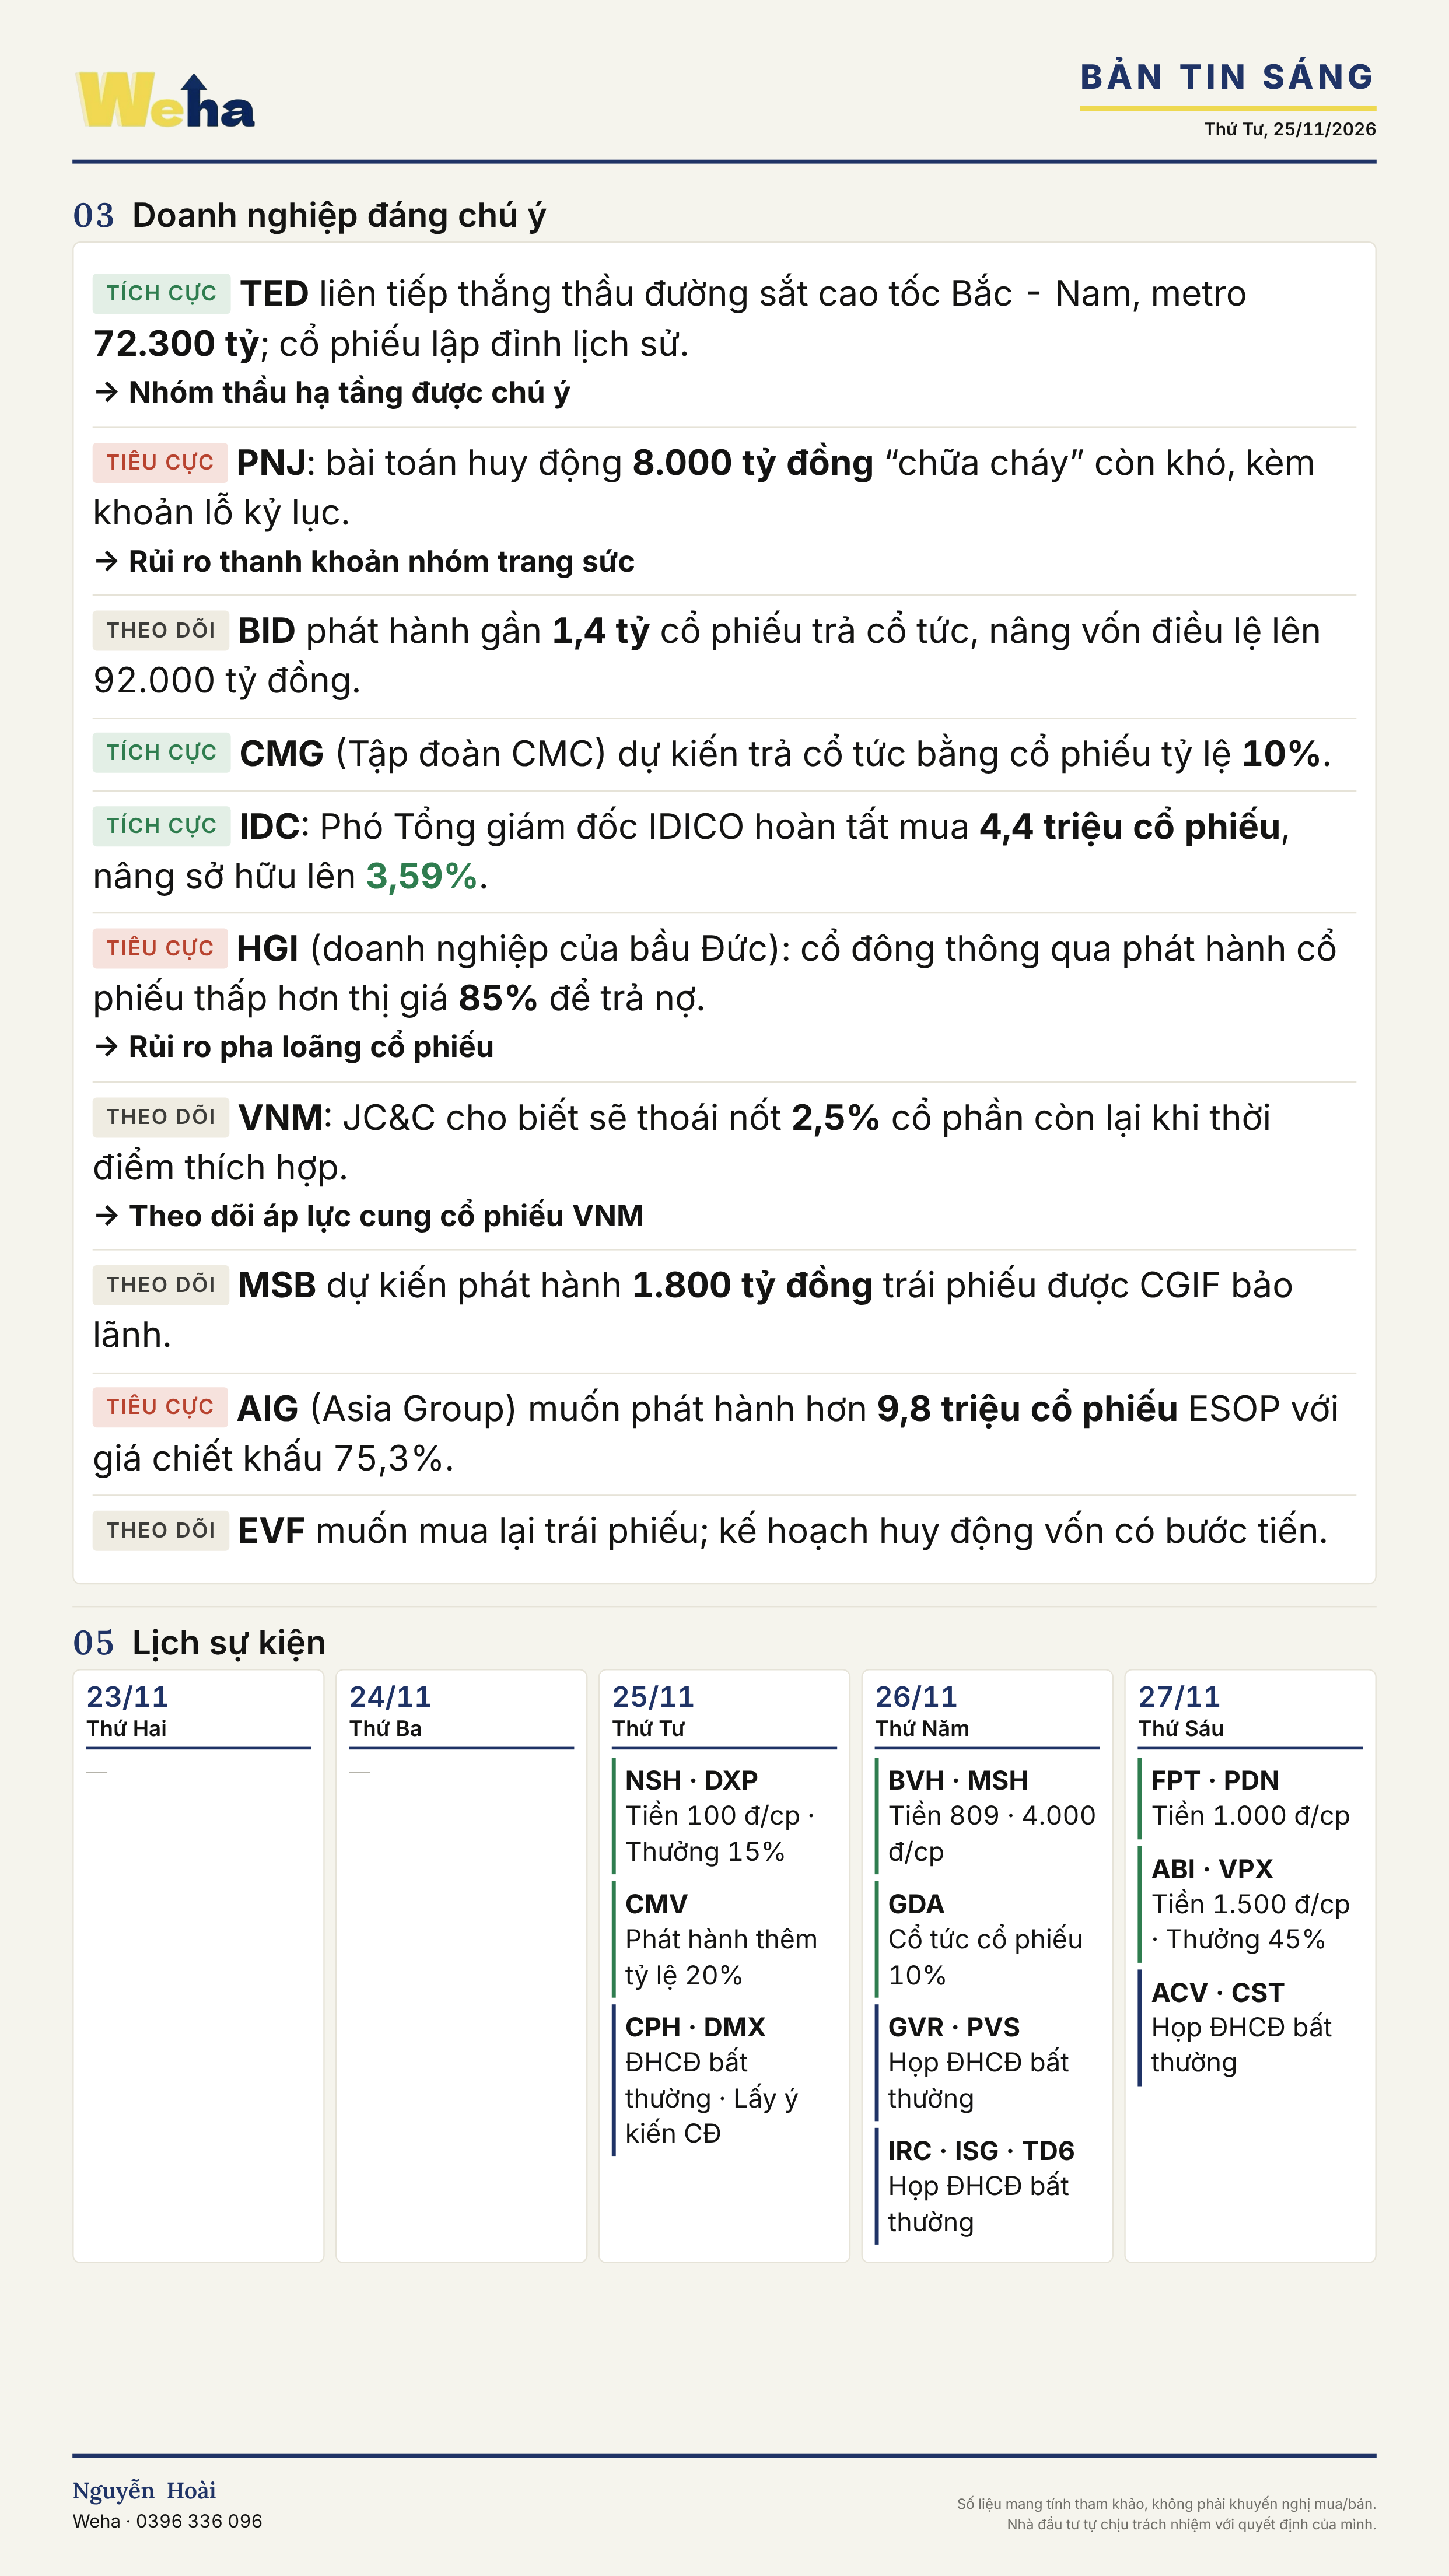 Weha
BẢN TIN SÁNG
Thứ Tư, 25/11/2026
03 Doanh nghiệp đáng chú ý
TÍCH CỰC TED liên tiếp thắng thầu đường sắt cao tốc Bắc - Nam, metro
72.300 tỷ; cổ phiếu lập đỉnh lịch sử.
→ Nhóm thầu hạ tầng được chú ý
TIÊU CỰC PNJ: bài toán huy động 8.000 tỷ đồng “chữa cháy” còn khó, kèm
khoản lỗ kỷ lục.
→ Rủi ro thanh khoản nhóm trang sức
THEO DÕI BID phát hành gần 1,4 tỷ cổ phiếu trả cổ tức, nâng vốn điều lệ lên
92.000 tỷ đồng.
TÍCH CỰC CMG (Tập đoàn CMC) dự kiến trả cổ tức bằng cổ phiếu tỷ lệ 10%.
TÍCH CỰC IDC: Phó Tổng giám đốc IDICO hoàn tất mua 4,4 triệu cổ phiếu,
nâng sở hữu lên 3,59%.
TIÊU CỰC HGI (doanh nghiệp của bầu Đức): cổ đông thông qua phát hành cổ
phiếu thấp hơn thị giá 85% để trả nợ.
→ Rủi ro pha loãng cổ phiếu
THEO DÕI VNM: JC&C cho biết sẽ thoái nốt 2,5% cổ phần còn lại khi thời
điểm thích hợp.
→ Theo dõi áp lực cung cổ phiếu VNM
THEO DÕI MSB dự kiến phát hành 1.800 tỷ đồng trái phiếu được CGIF bảo
lãnh.
TIÊU CỰC AIG (Asia Group) muốn phát hành hơn 9,8 triệu cổ phiếu ESOP với
giá chiết khấu 75,3%.
THEO DÕI EVF muốn mua lại trái phiếu; kế hoạch huy động vốn có bước tiến.
05 Lịch sự kiện
23/11
Thứ Hai
—
24/11
Thứ Ba
—
25/11
Thứ Tư
NSH · DXP
Tiền 100 đ/cp ·
Thưởng 15%
CMV
Phát hành thêm
tỷ lệ 20%
CPH · DMX
ĐHCĐ bất
thường · Lấy ý
kiến CĐ
26/11
Thứ Năm
BVH · MSH
Tiền 809 · 4.000
đ/cp
GDA
Cổ tức cổ phiếu
10%
GVR · PVS
Họp ĐHCĐ bất
thường
IRC · ISG · TD6
Họp ĐHCĐ bất
thường
27/11
Thứ Sáu
FPT · PDN
Tiền 1.000 đ/cp
ABI · VPX
Tiền 1.500 đ/cp
· Thưởng 45%
ACV · CST
Họp ĐHCĐ bất
thường
Nguyễn Hoài
Weha · 0396 336 096
Số liệu mang tính tham khảo, không phải khuyến nghị mua/bán.
Nhà đầu tư tự chịu trách nhiệm với quyết định của mình.